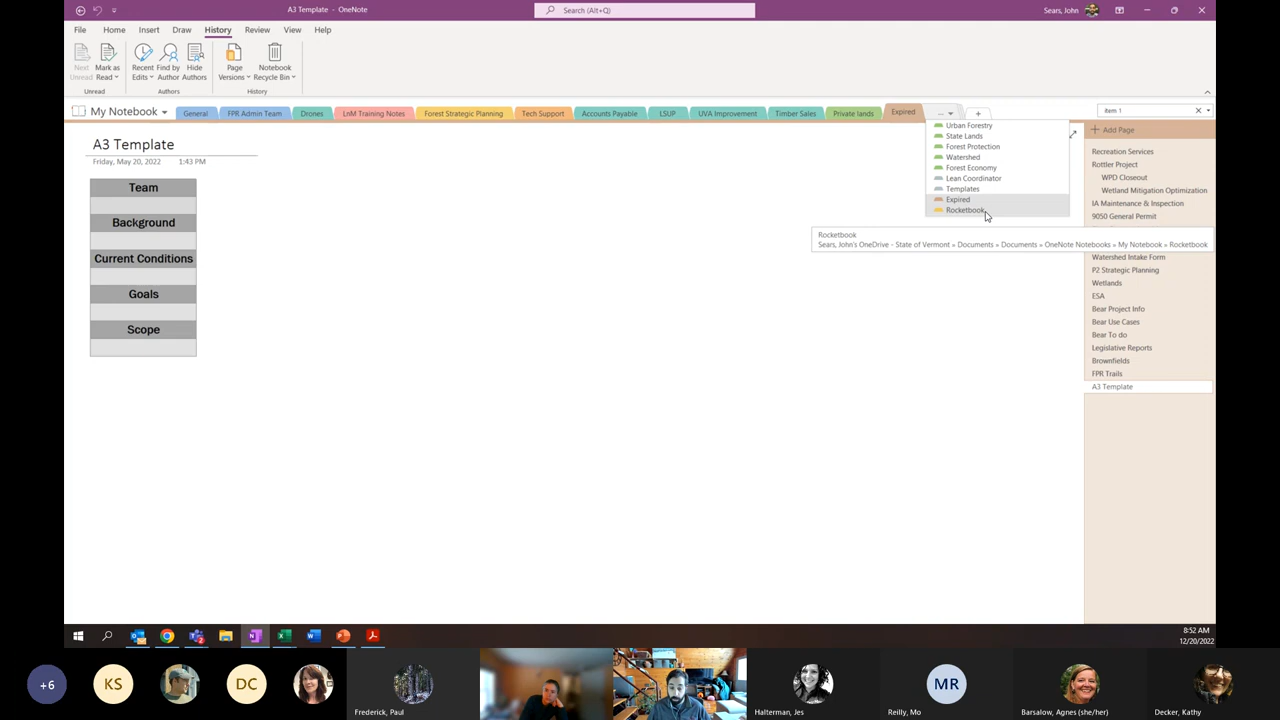 A3 Template - OneNote
Search (Alt+Q)
Sears, John
File
Home
Insert
Draw
History
Review
View
Help
Next
Unread
Mark as
Read
Recent
Edits
Find by
Author
Hide
Authors
Page
Versions
Notebook
Recycle Bin
Unread
Authors
History
My Notebook
General
FPR Admin Team
Drones
LnM Training Notes
Forest Strategic Planning
Tech Support
Accounts Payable
LSUP
UVA Improvement
Timber Sales
Private lands
Expired
...
item 1
Urban Forestry
State Lands
Forest Protection
Watershed
Forest Economy
Lean Coordinator
Templates
Expired
Rocketbook
Rocketbook
Sears, John's OneDrive - State of Vermont » Documents » Documents » OneNote Notebooks » My Notebook » Rocketbook
A3 Template
Friday, May 20, 2022 1:43 PM
Team
Background
Current Conditions
Goals
Scope
Add Page
Recreation Services
Rottler Project
WPD Closeout
Wetland Mitigation Optimization
IA Maintenance & Inspection
9050 General Permit
Watershed Intake Form
P2 Strategic Planning
Wetlands
ESA
Bear Project Info
Bear Use Cases
Bear To do
Legislative Reports
Brownfields
FPR Trails
A3 Template
8:52 AM
12/20/2022
+6
KS
DC
MR
Frederick, Paul
Halterman, Jes
Reilly, Mo
Barsalow, Agnes (she/her)
Decker, Kathy